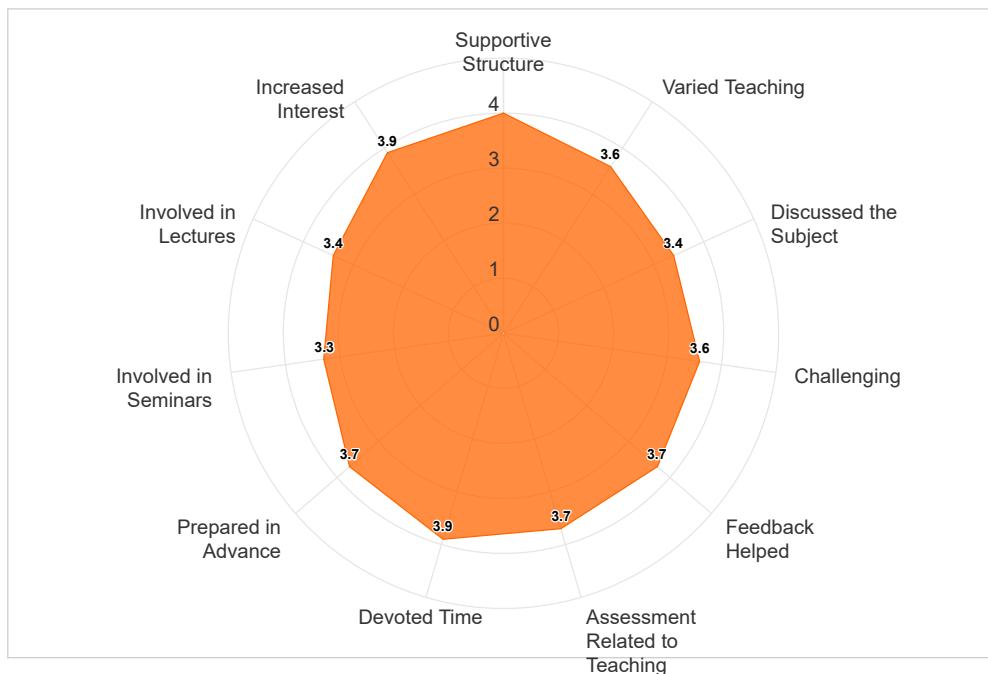 Supportive
Structure
Varied Teaching
Increased
Interest
4
3.9
3.6
3
Involved in
Lectures
Discussed the
Subject
2
3.4
3.4
1
0
3.3
3.6
Involved in
Seminars
Challenging
3.7
3.7
Prepared in
Advance
3.9
3.7
Feedback
Helped
Devoted Time
Assessment
Related to
Teaching